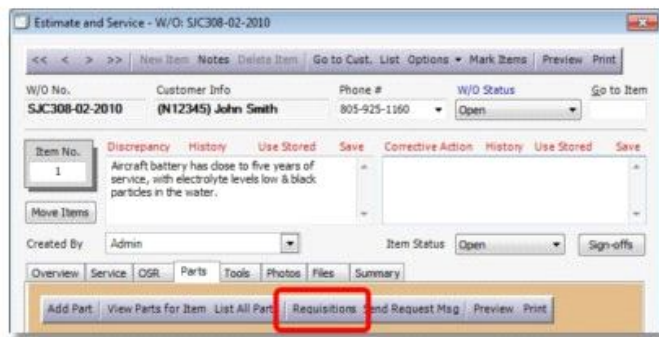 Estimate and Service - W/O: SJC308-02-2010
<< < > >> New Item Notes Delete Item Go to Cust. List Options Mark Items Preview Print
W/O No. Customer Info Phone # W/O Status Go to Item
SJC308-02-2010 (N12345) John Smith 805-925-1160 Open
Item No. Discrepancy History Use Stored Save Corrective Action History Use Stored Save
1
Aircraft battery has close to five years of
service, with electrolyte levels low & black
particles in the water.
Move Items
Created By Admin Item Status Open Sign-offs
Overview Service OSR Parts Tools Photos Files Summary
Add Part View Parts for Item List All Part Requisitions end Request Msg Preview Print